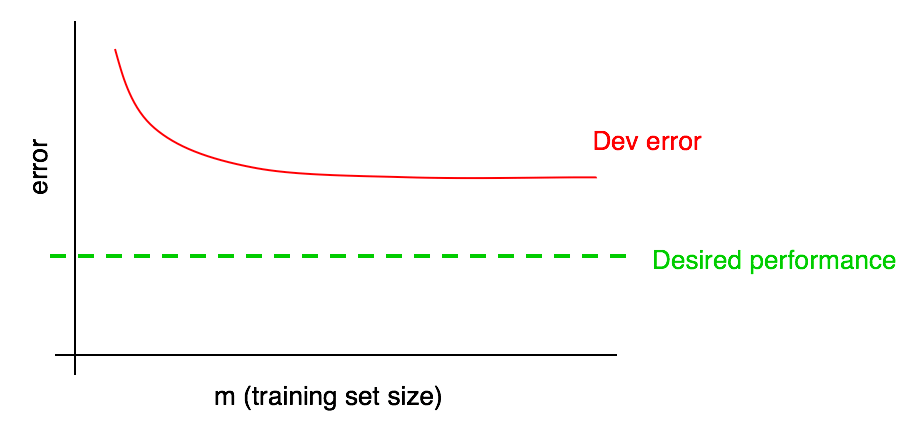 error
Dev error
Desired performance
m (training set size)